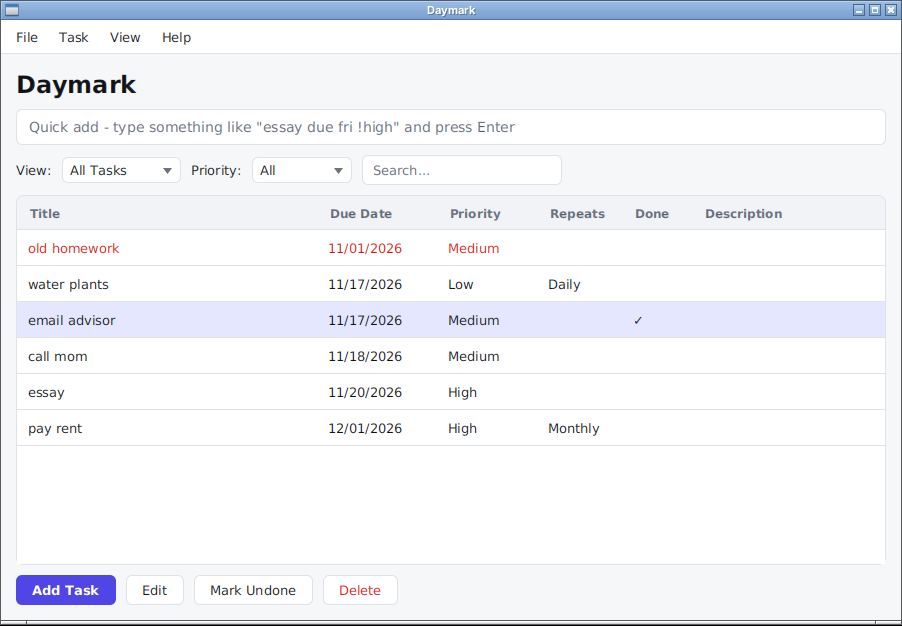 Daymark
File Task View Help
Daymark
Quick add - type something like "essay due fri !high" and press Enter
View: All Tasks Priority: All Search...
Title Due Date Priority Repeats Done Description
old homework 11/01/2026 Medium
water plants 11/17/2026 Low Daily
email advisor 11/17/2026 Medium ✓
call mom 11/18/2026 Medium
essay 11/20/2026 High
pay rent 12/01/2026 High Monthly
Add Task Edit Mark Undone Delete